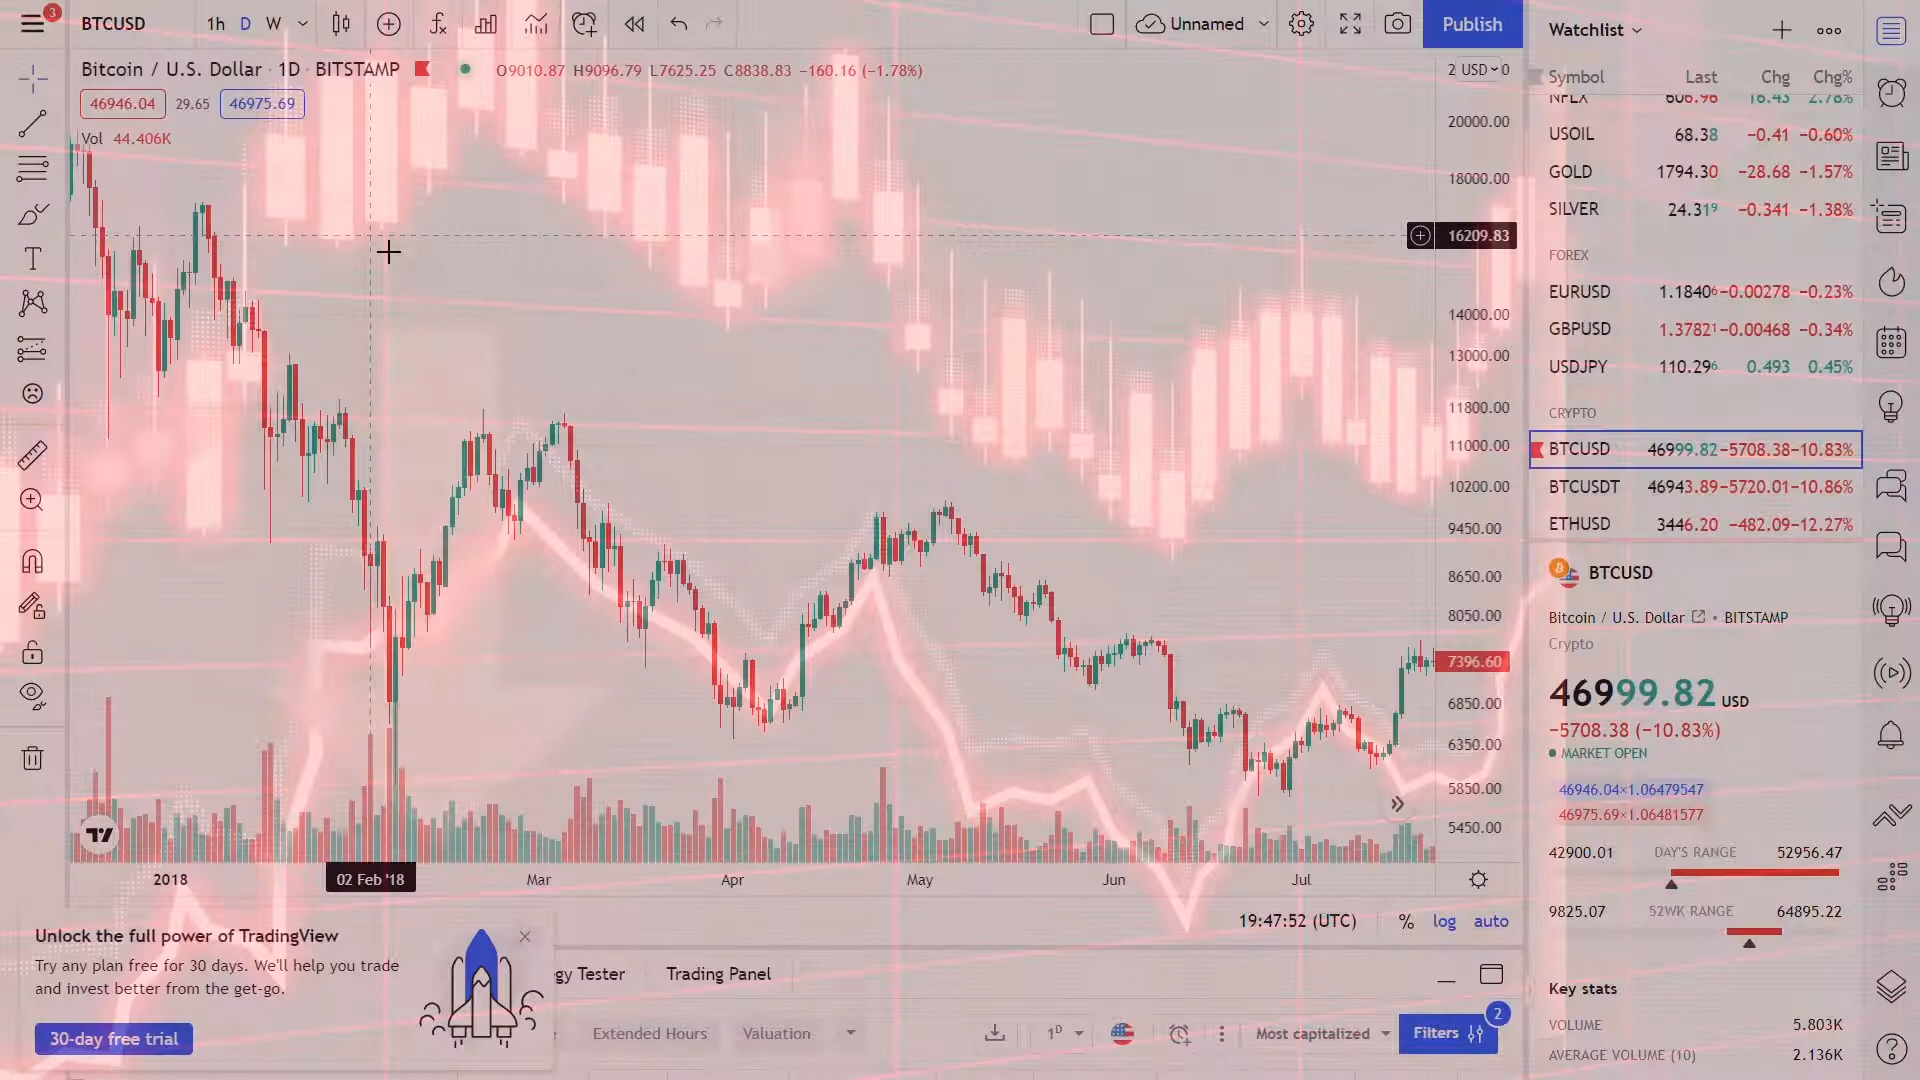 3
BTCUSD 1h D W Unnamed Publish
Bitcoin / U.S. Dollar · 1D · BITSTAMP O9010.87 H9096.79 L7625.25 C8838.83 −160.16 (−1.78%)
46946.04 29.65 46975.69
Vol 44.406K
USD
20000.00
18000.00
16209.83
14000.00
13000.00
11800.00
11000.00
10200.00
9450.00
8650.00
8050.00
7396.60
6850.00
6350.00
5850.00
5450.00
2018 02 Feb '18 Mar Apr May Jun Jul
19:47:52 (UTC) % log auto
Unlock the full power of TradingView
Try any plan free for 30 days. We'll help you trade
and invest better from the get-go.
30-day free trial
gy Tester Trading Panel
Extended Hours Valuation 1D Most capitalized Filters 2
Watchlist
Symbol Last Chg Chg%
NFLX 606.96 16.43 2.78%
USOIL 68.38 −0.41 −0.60%
GOLD 1794.30 −28.68 −1.57%
SILVER 24.319 −0.341 −1.38%
FOREX
EURUSD 1.18406 −0.00278 −0.23%
GBPUSD 1.37821 −0.00468 −0.34%
USDJPY 110.296 0.493 0.45%
CRYPTO
BTCUSD 46999.82 −5708.38 −10.83%
BTCUSDT 46943.89 −5720.01 −10.86%
ETHUSD 3446.20 −482.09 −12.27%
BTCUSD
Bitcoin / U.S. Dollar • BITSTAMP
Crypto
46999.82 USD
−5708.38 (−10.83%)
MARKET OPEN
46946.04×1.06479547
46975.69×1.06481577
42900.01 DAY'S RANGE 52956.47
9825.07 52WK RANGE 64895.22
Key stats
VOLUME 5.803K
AVERAGE VOLUME (10) 2.136K